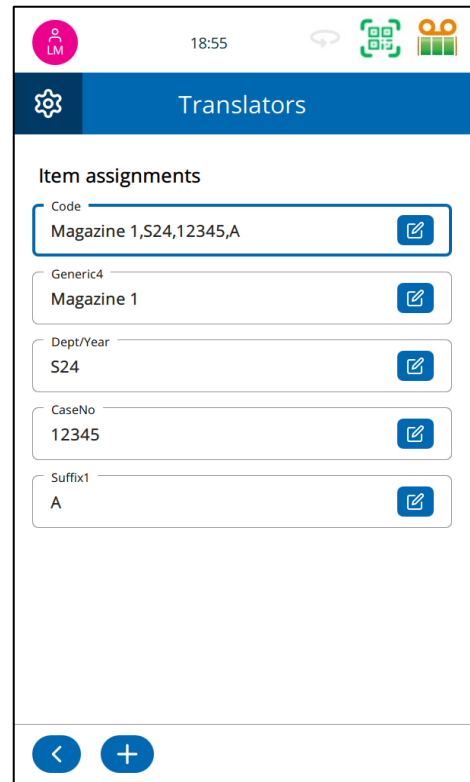 LM
18:55
Translators
Item assignments
Code
Magazine 1,S24,12345,A
Generic4
Magazine 1
Dept/Year
S24
CaseNo
12345
Suffix1
A